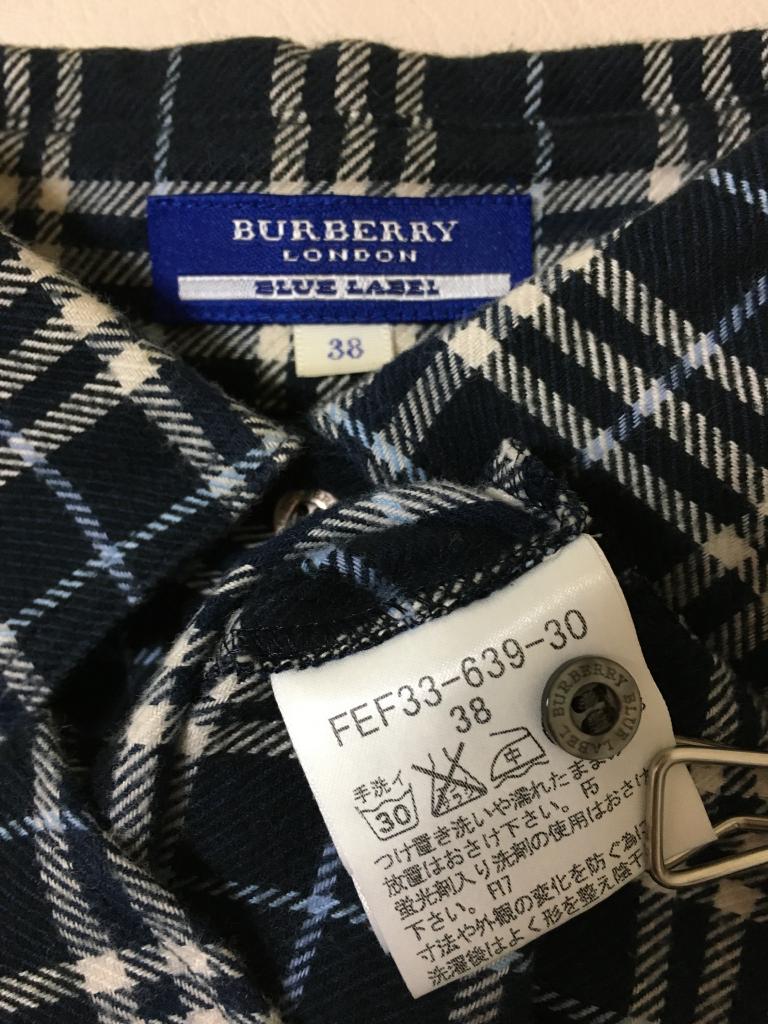 BURBERRY
LONDON
BLUE LABEL
38
FEF33-639-30
38
BURBERRY BLUE LABEL
手洗イ
30
中
つけ置き洗いや濡れたまま
放置はおさけ下さい。F5
蛍光剤入り洗剤の使用はおさけ
下さい。F17
寸法や外観の変化を防ぐ為に
洗濯後はよく形を整え陰干